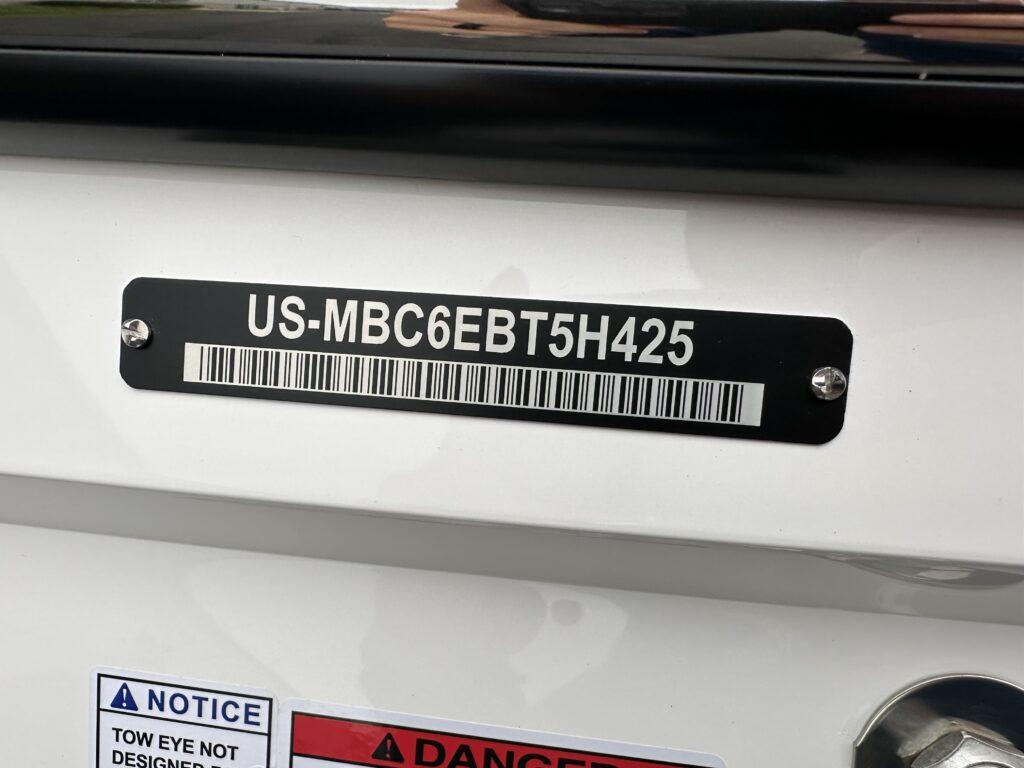 US-MBC6EBT5H425
NOTICE
TOW EYE NOT
DESIGNED
DANGER